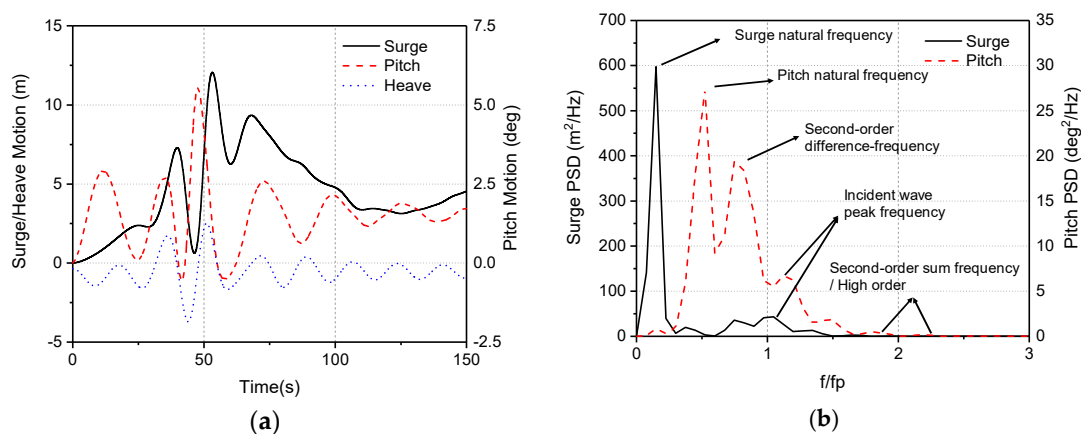 15
10
5
0
-5
7.5
5.0
2.5
0.0
-2.5
Surge/Heave Motion (m)
Pitch Motion (deg)
Surge
Pitch
Heave
0 50 100 150
Time(s)
(a)
700
600
500
400
300
200
100
0
35
30
25
20
15
10
5
0
Surge PSD (m²/Hz)
Pitch PSD (deg²/Hz)
Surge natural frequency
Surge
Pitch
Pitch natural frequency
Second-order
difference-frequency
Incident wave
peak frequency
Second-order sum frequency
/ High order
0 1 2 3
f/fp
(b)